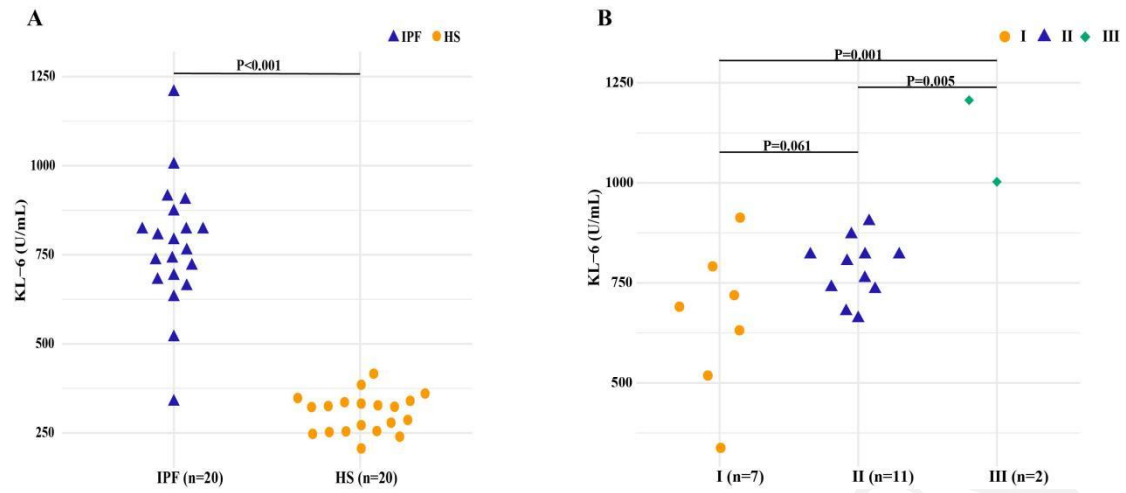 A
IPF HS
P<0.001
1250
1000
750
500
250
KL−6 (U/mL)
IPF (n=20) HS (n=20)
B
I II III
P=0.001
P=0.005
P=0.061
1250
1000
750
500
KL−6 (U/mL)
I (n=7) II (n=11) III (n=2)